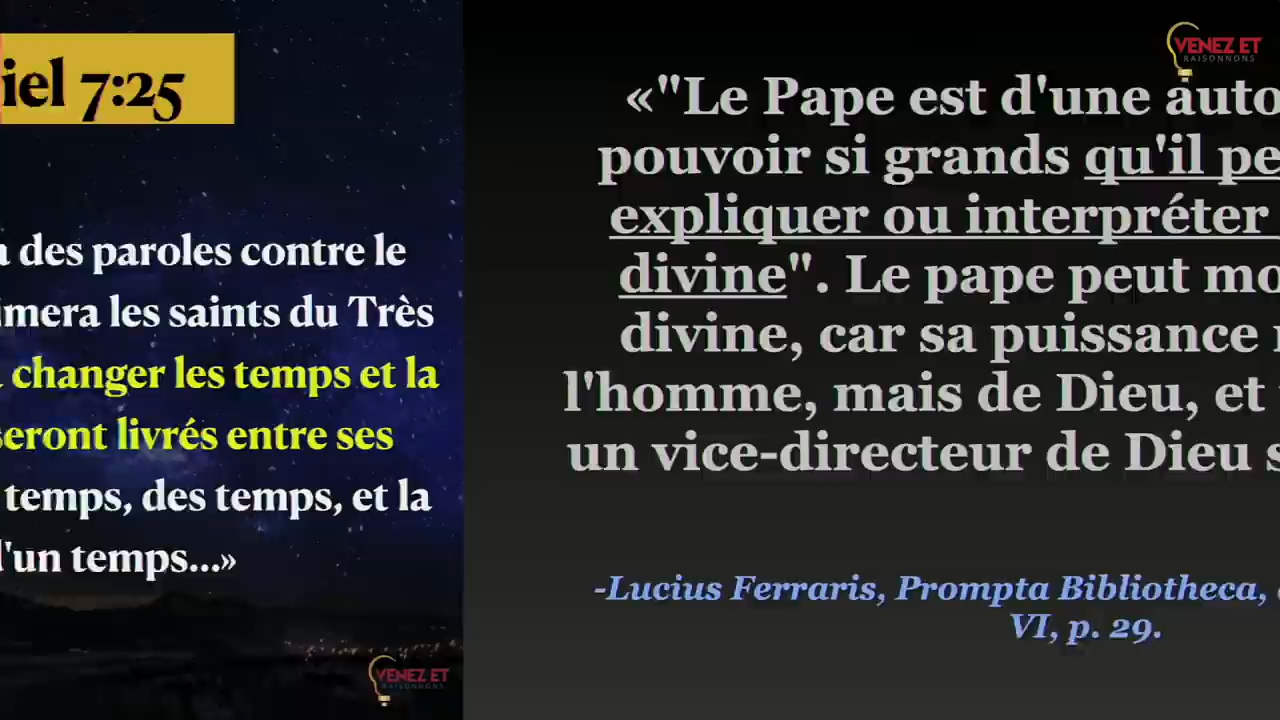 iel 7:25
des paroles contre le
imera les saints du Très
changer les temps et la
seront livrés entre ses
temps, des temps, et la
l'un temps...»
VENEZ ET
RAISONNONS
VENEZ ET
RAISONNONS
«"Le Pape est d'une auto
pouvoir si grands qu'il pe
expliquer ou interpréter
divine". Le pape peut mo
divine, car sa puissance
l'homme, mais de Dieu, et
un vice-directeur de Dieu s
-Lucius Ferraris, Prompta Bibliotheca,
VI, p. 29.